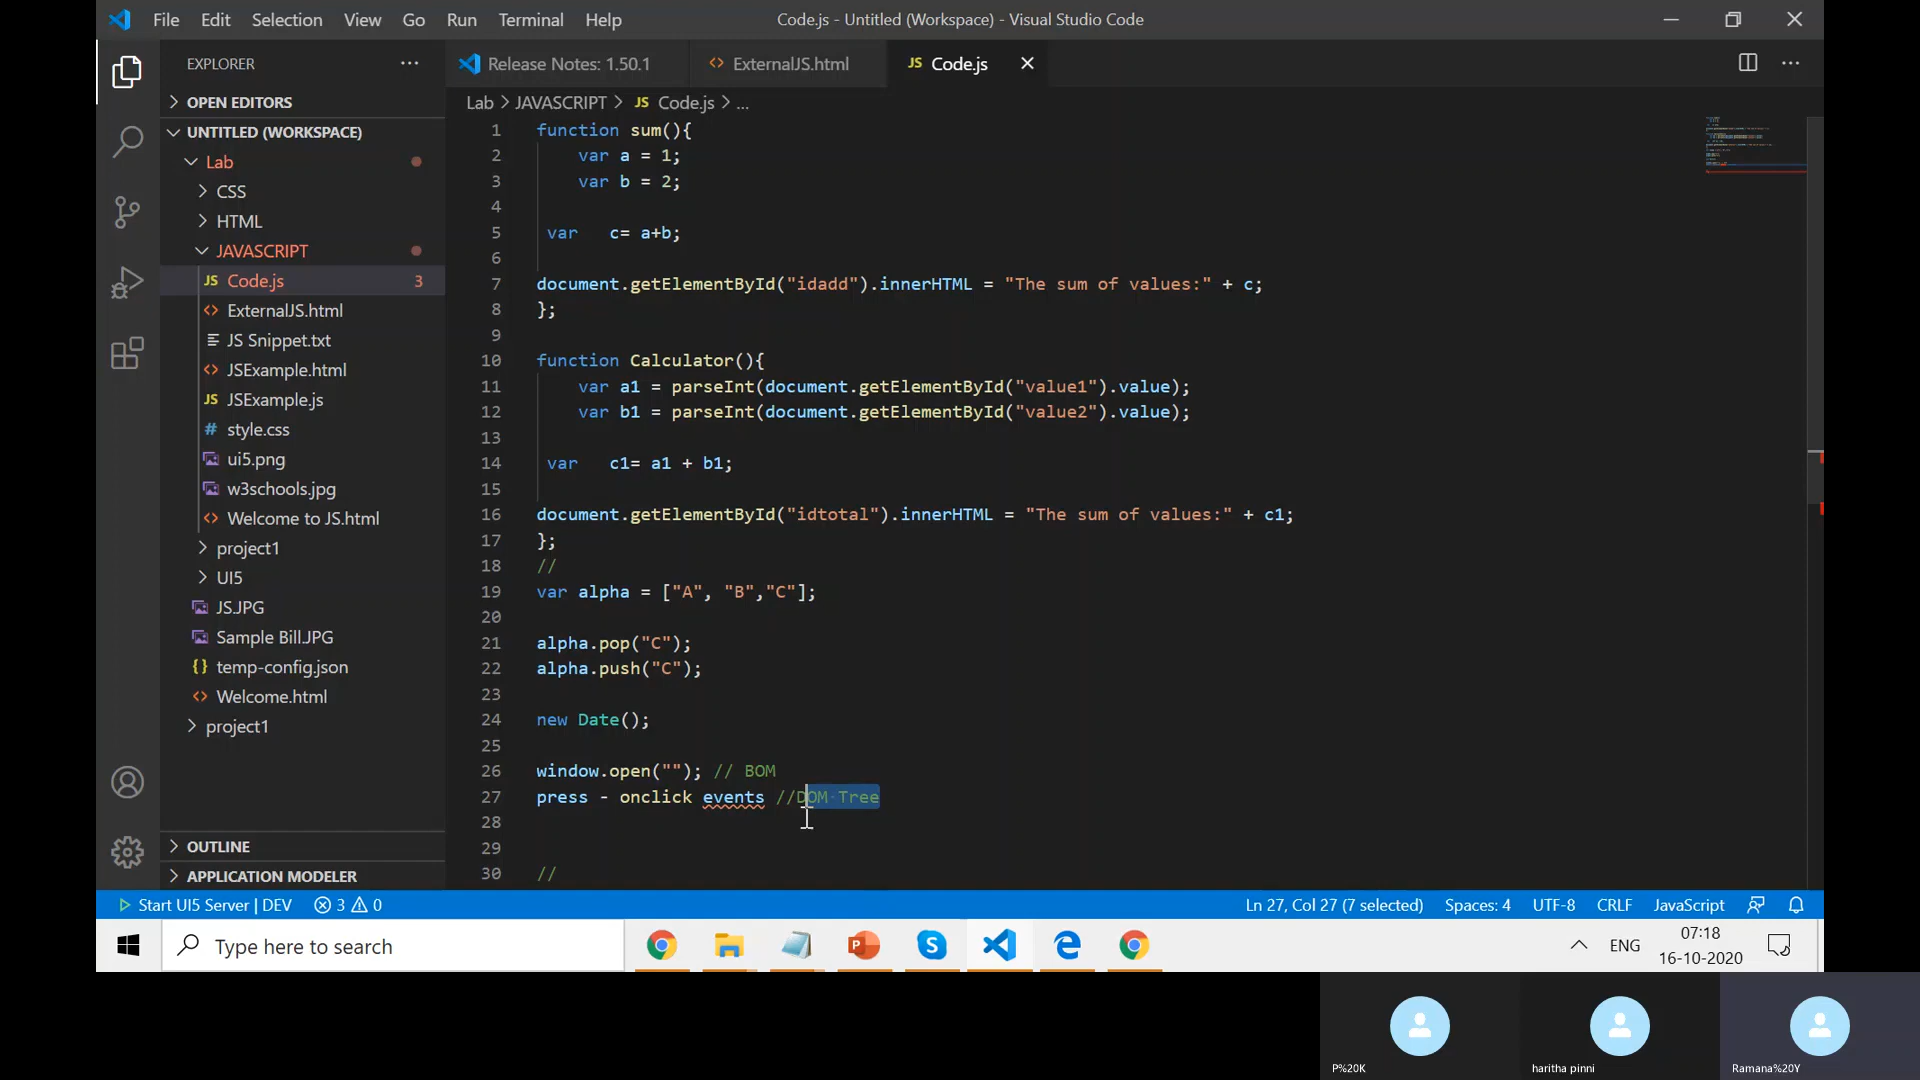 File Edit Selection View Go Run Terminal Help
Code.js - Untitled (Workspace) - Visual Studio Code
EXPLORER
Release Notes: 1.50.1
<> ExternalJS.html
JS Code.js
OPEN EDITORS
Lab > JAVASCRIPT > JS Code.js > ...
UNTITLED (WORKSPACE)
Lab
CSS
HTML
JAVASCRIPT
JS Code.js 3
<> ExternalJS.html
JS Snippet.txt
<> JSExample.html
JS JSExample.js
# style.css
ui5.png
w3schools.jpg
<> Welcome to JS.html
project1
UI5
JS.JPG
Sample Bill.JPG
{} temp-config.json
<> Welcome.html
project1
OUTLINE
APPLICATION MODELER
1 function sum(){
2 var a = 1;
3 var b = 2;
4
5 var c= a+b;
6
7 document.getElementById("idadd").innerHTML = "The sum of values:" + c;
8 };
9
10 function Calculator(){
11 var a1 = parseInt(document.getElementById("value1").value);
12 var b1 = parseInt(document.getElementById("value2").value);
13
14 var c1= a1 + b1;
15
16 document.getElementById("idtotal").innerHTML = "The sum of values:" + c1;
17 };
18 //
19 var alpha = ["A", "B","C"];
20
21 alpha.pop("C");
22 alpha.push("C");
23
24 new Date();
25
26 window.open(""); // BOM
27 press - onclick events //DOM Tree
28
29
30 //
Start UI5 Server | DEV 3 0
Ln 27, Col 27 (7 selected) Spaces: 4 UTF-8 CRLF JavaScript
Type here to search
ENG
07:18
16-10-2020
P%20K
haritha pinni
Ramana%20Y